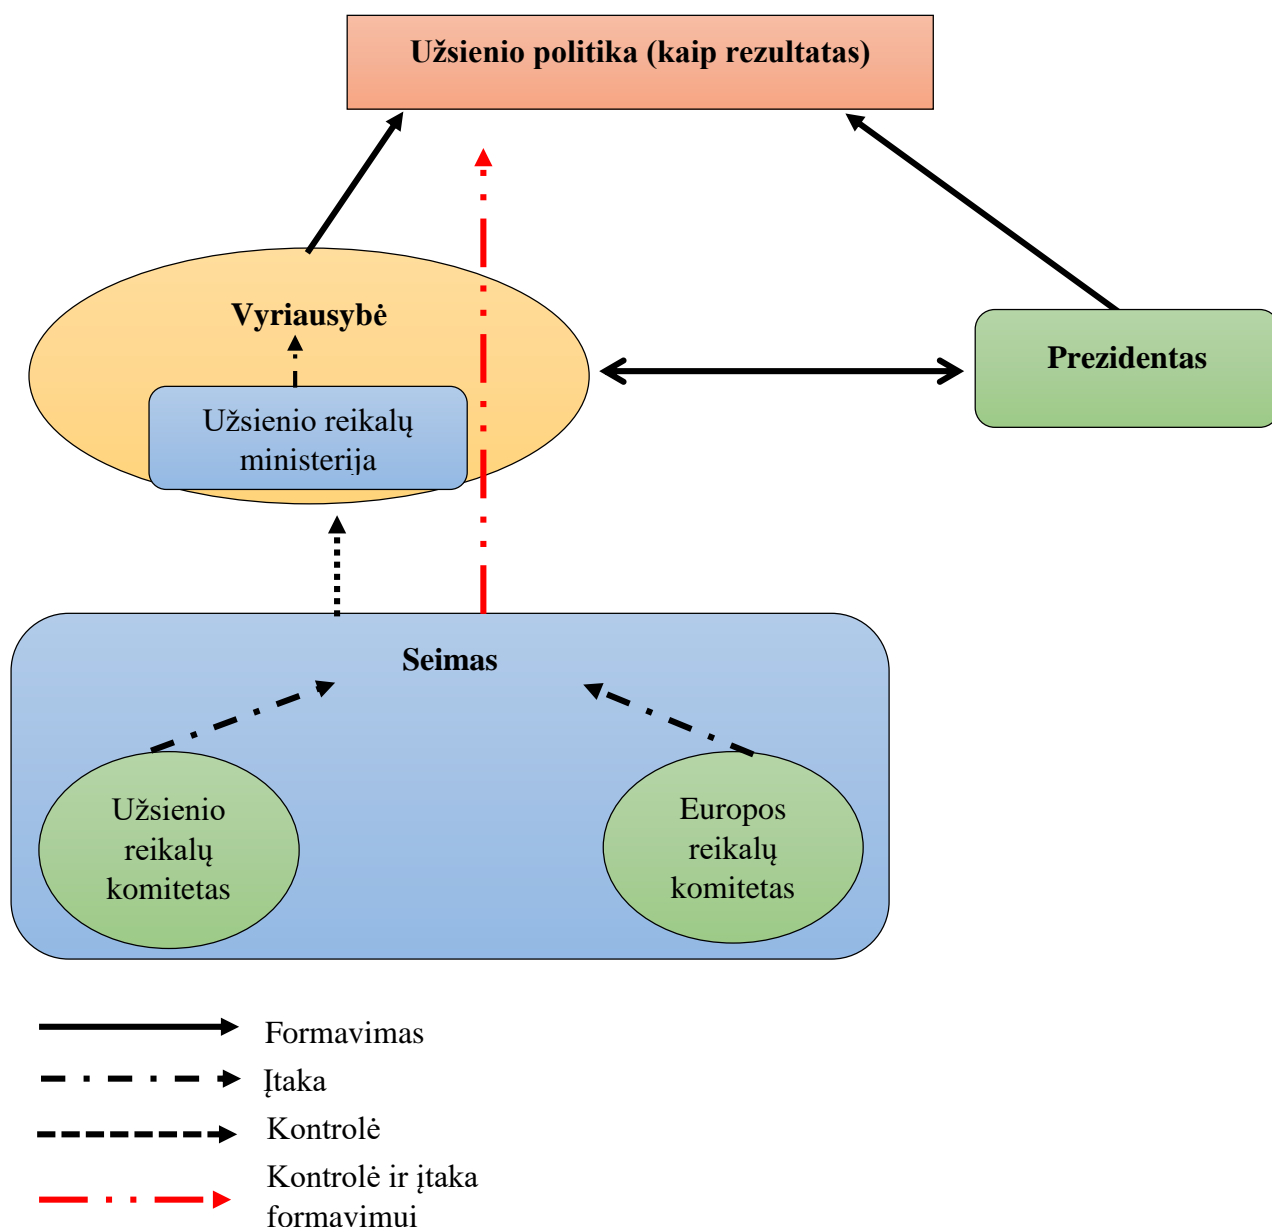 Užsienio politika (kaip rezultatas)
Vyriausybė
Prezidentas
Užsienio reikalų
ministerija
Seimas
Užsienio
reikalų
komitetas
Europos
reikalų
komitetas
Formavimas
Įtaka
Kontrolė
Kontrolė ir įtaka
formavimui